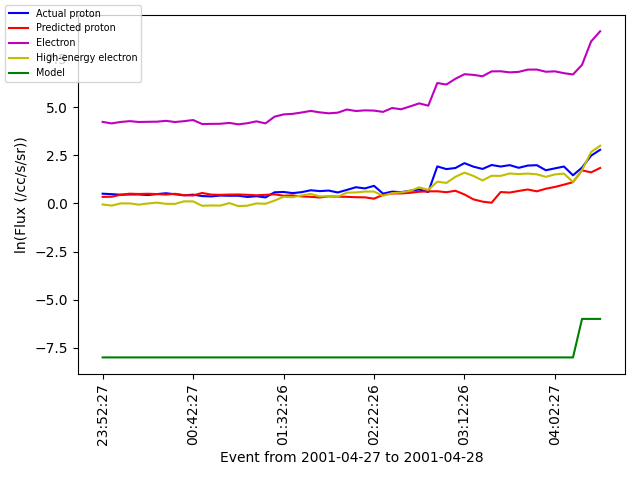 Actual proton
Predicted proton
Electron
High-energy electron
Model
5.0
2.5
0.0
−2.5
−5.0
−7.5
ln(Flux (/cc/s/sr))
23:52:27
00:42:27
01:32:26
02:22:26
03:12:26
04:02:27
Event from 2001-04-27 to 2001-04-28